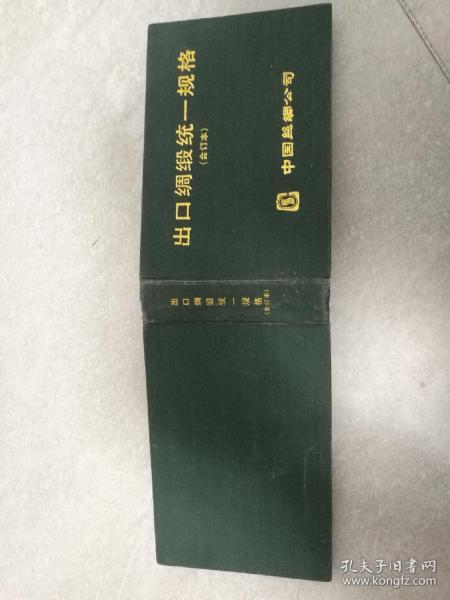 出口绸缎统一规格
(合订本)
中国丝绸公司
出口绸缎统一规格(合订本)
孔夫子旧书网
www.kongfz.com